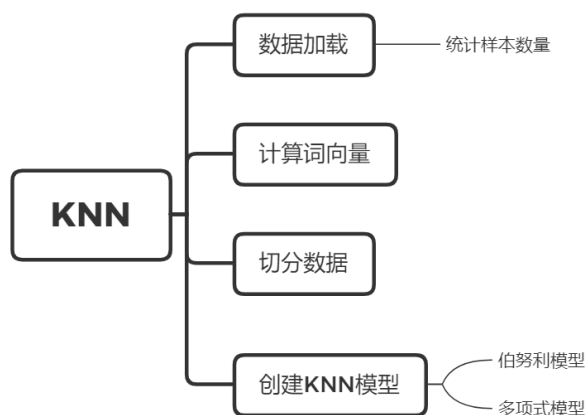 数据加载
统计样本数量
计算词向量
KNN
切分数据
创建KNN模型
伯努利模型
多项式模型